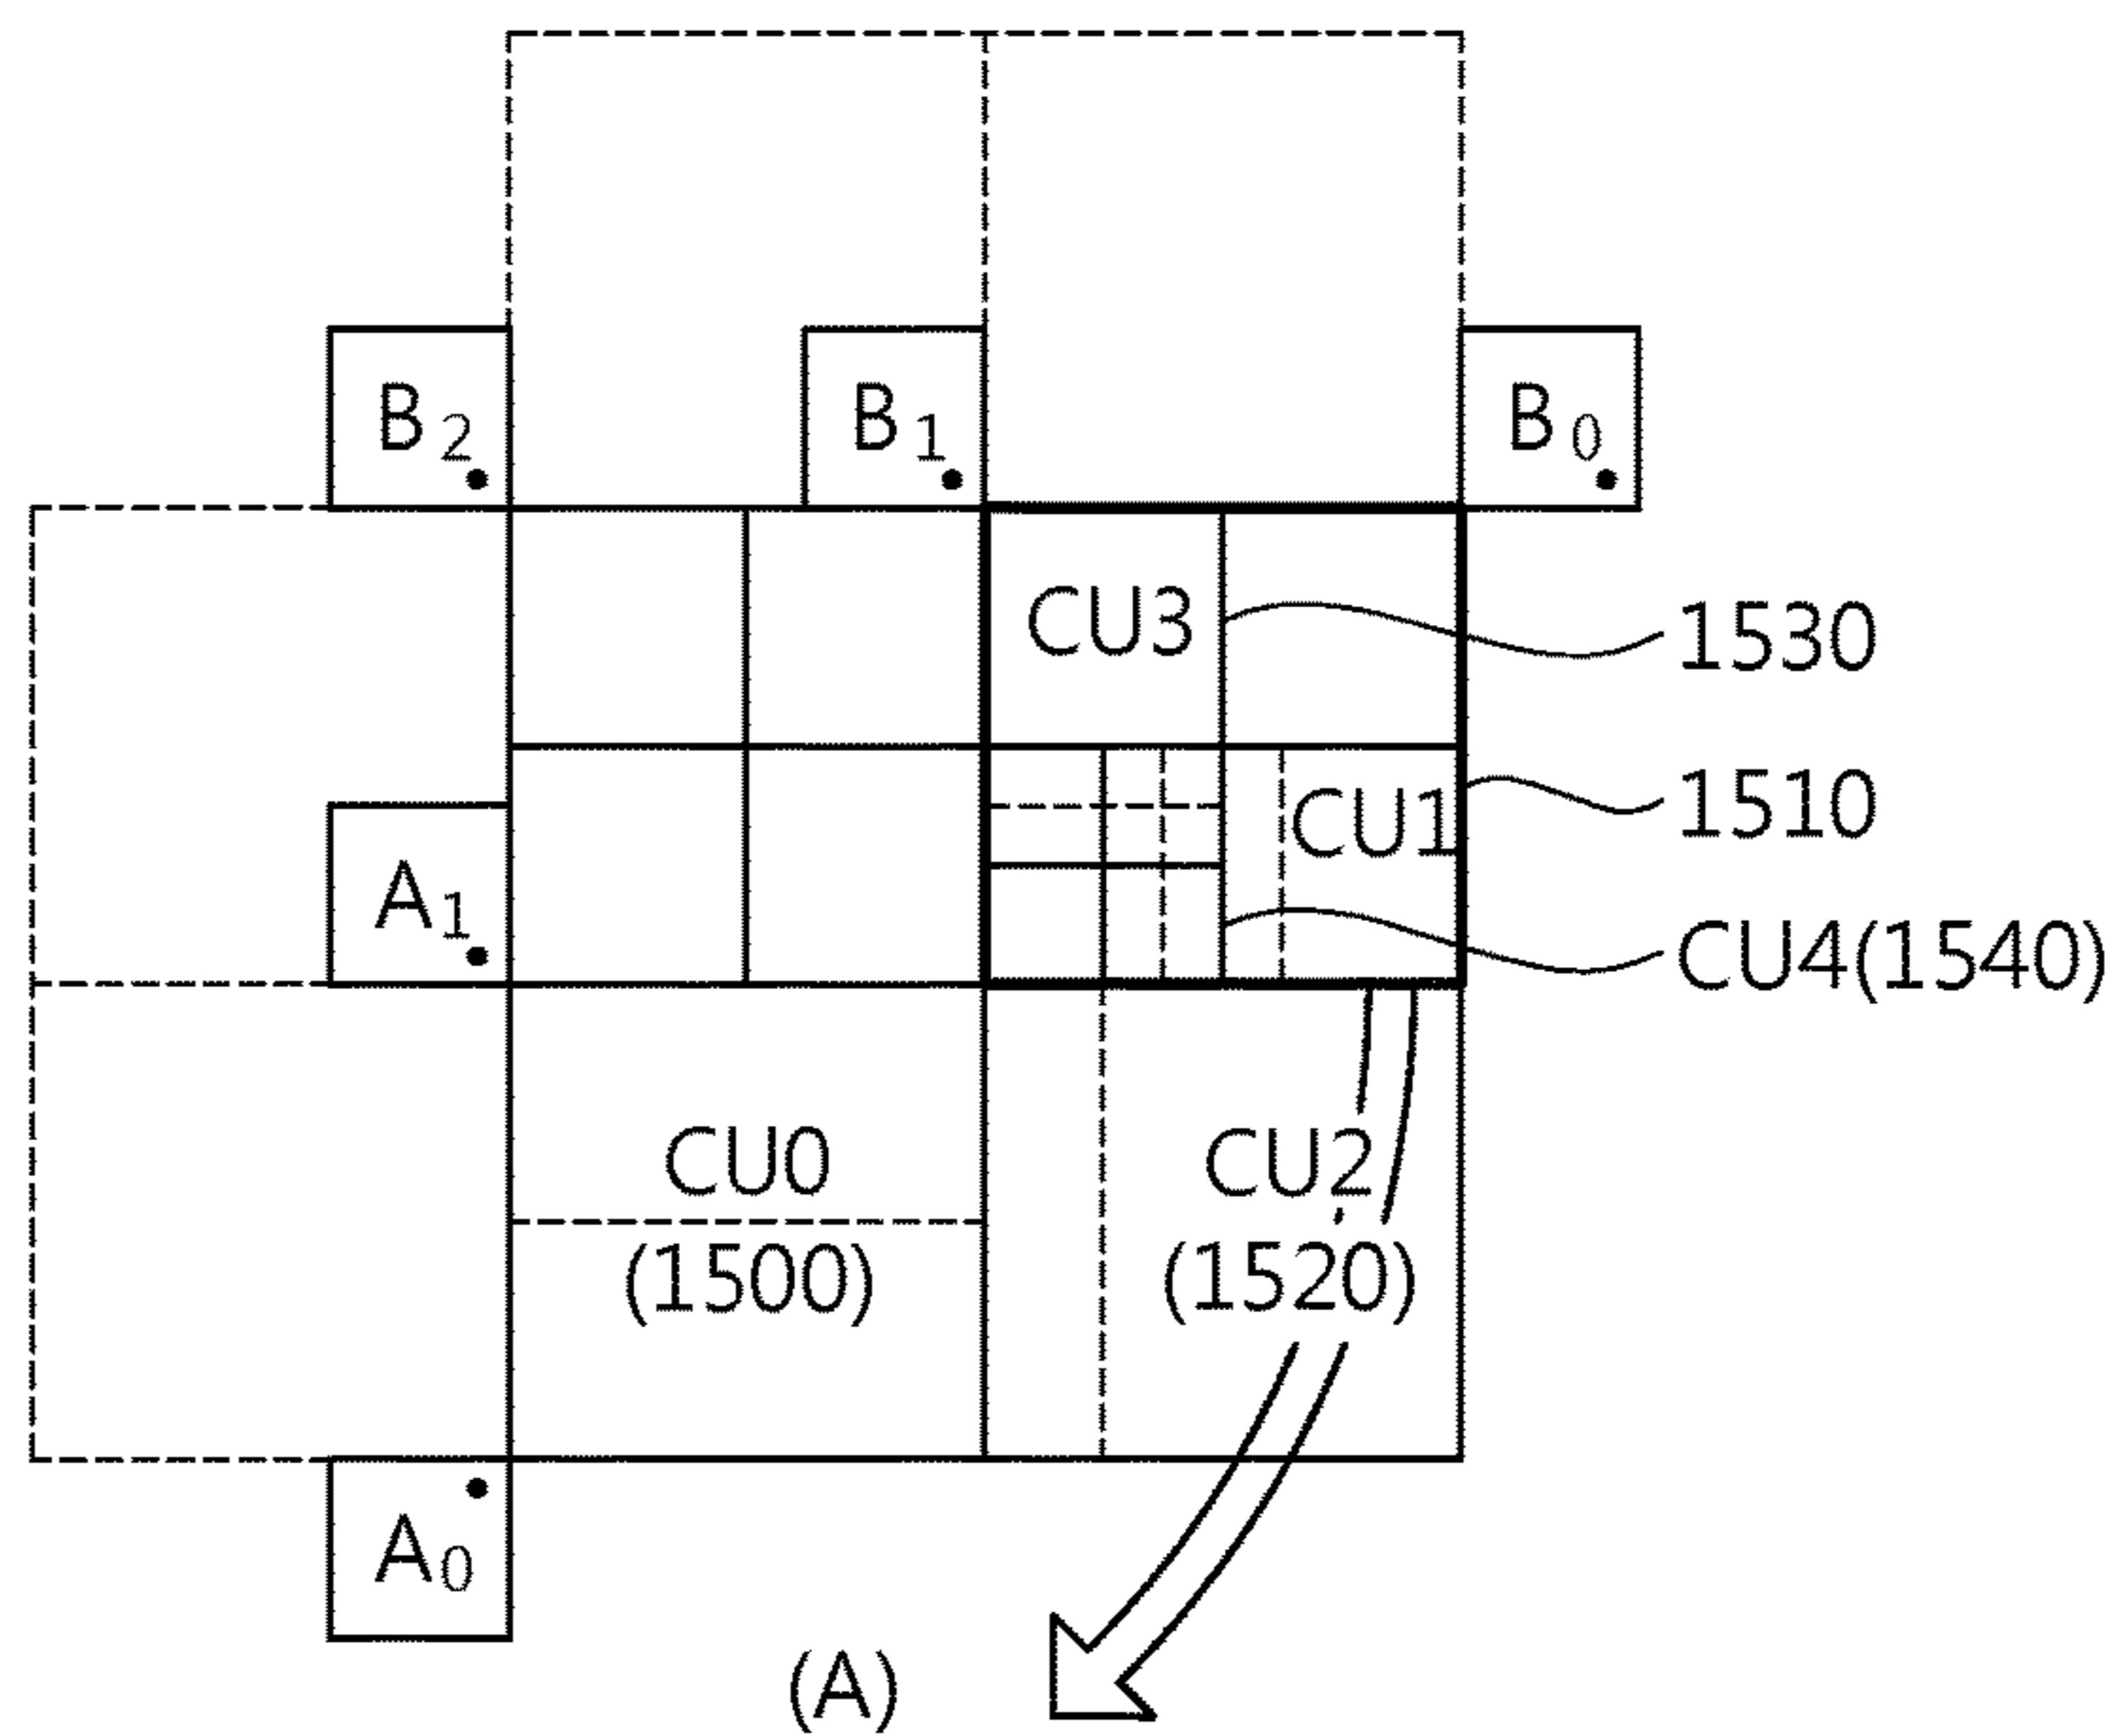 B2
B1
B0
CU3
1530
CU1
1510
A1
CU4(1540)
CU0
(1500)
CU2
(1520)
A0
(A)